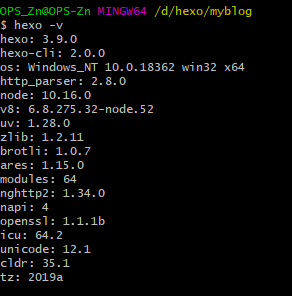 OPS_Zn@OPS-Zn MINGW64 /d/hexo/myblog
$ hexo -v
hexo: 3.9.0
hexo-cli: 2.0.0
os: Windows_NT 10.0.18362 win32 x64
http_parser: 2.8.0
node: 10.16.0
v8: 6.8.275.32-node.52
uv: 1.28.0
zlib: 1.2.11
brotli: 1.0.7
ares: 1.15.0
modules: 64
nghttp2: 1.34.0
napi: 4
openssl: 1.1.1b
icu: 64.2
unicode: 12.1
cldr: 35.1
tz: 2019a